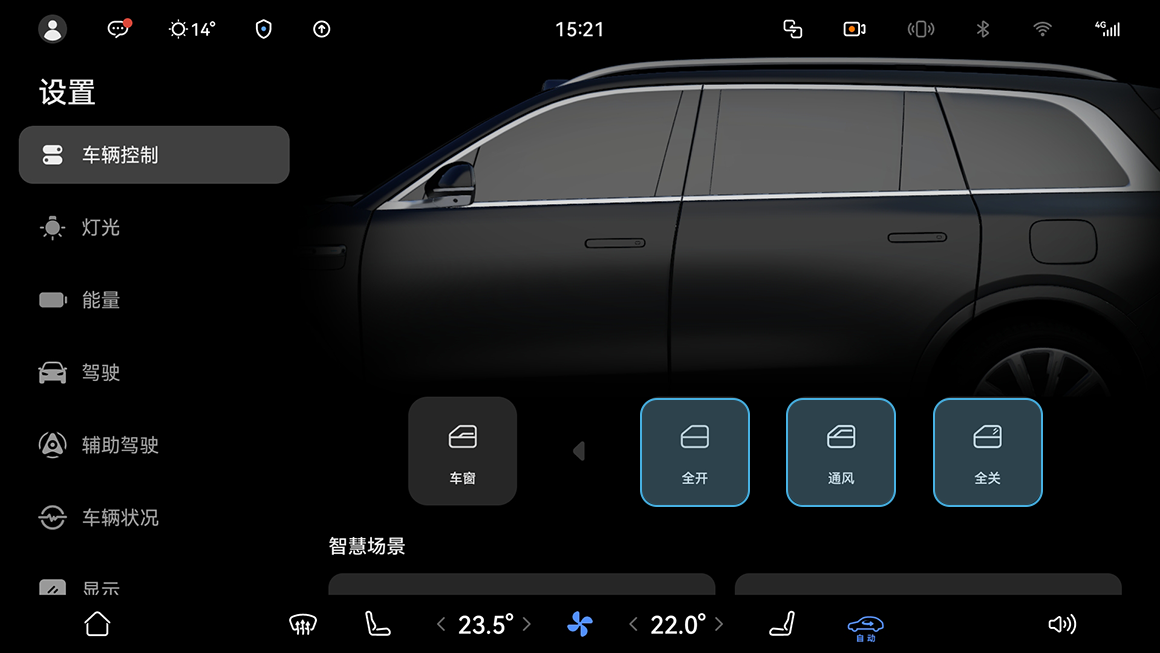 14°
15:21
4G
设置
车辆控制
灯光
能量
驾驶
辅助驾驶
车辆状况
显示
车窗
全开
通风
全关
智慧场景
23.5°
22.0°
自动